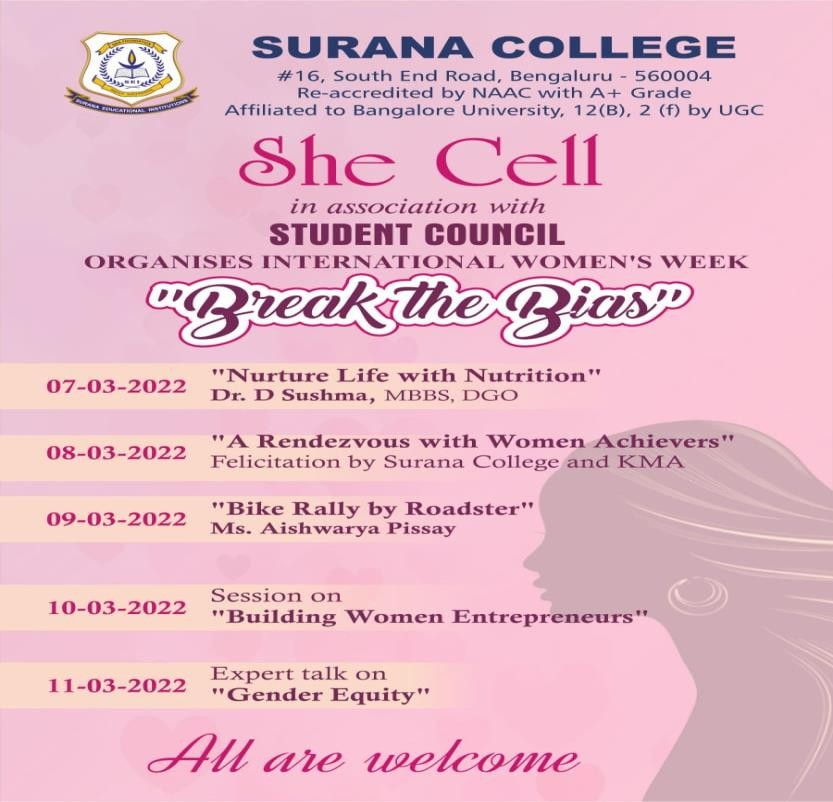 SURANA COLLEGE
#16, South End Road, Bengaluru - 560004
Re-accredited by NAAC with A+ Grade
Affiliated to Bangalore University, 12(B), 2 (f) by UGC
SURANA EDUCATIONAL INSTITUTIONS
She Cell
in association with
STUDENT COUNCIL
ORGANISES INTERNATIONAL WOMEN'S WEEK
"Break the Bias"
07-03-2022
"Nurture Life with Nutrition"
Dr. D Sushma, MBBS, DGO
08-03-2022
"A Rendezvous with Women Achievers"
Felicitation by Surana College and KMA
09-03-2022
"Bike Rally by Roadster"
Ms. Aishwarya Pissay
10-03-2022
Session on
"Building Women Entrepreneurs"
11-03-2022
Expert talk on
"Gender Equity"
All are welcome